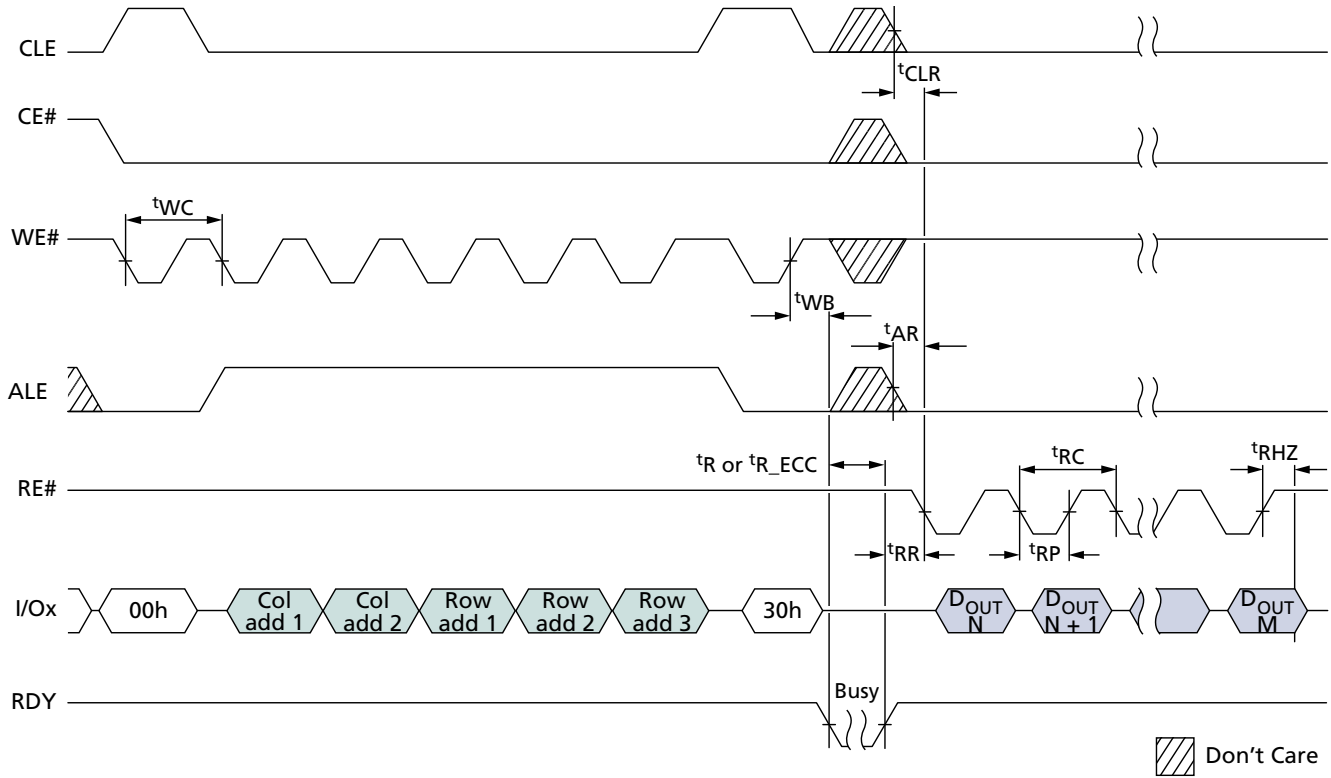 CLE
tCLR
CE#
tWC
WE#
tWB
tAR
ALE
tR or tR_ECC
tRC
tRHZ
RE#
tRR
tRP
I/Ox
00h
Col
add 1
Col
add 2
Row
add 1
Row
add 2
Row
add 3
30h
DOUT
N
DOUT
N + 1
DOUT
M
RDY
Busy
Don't Care